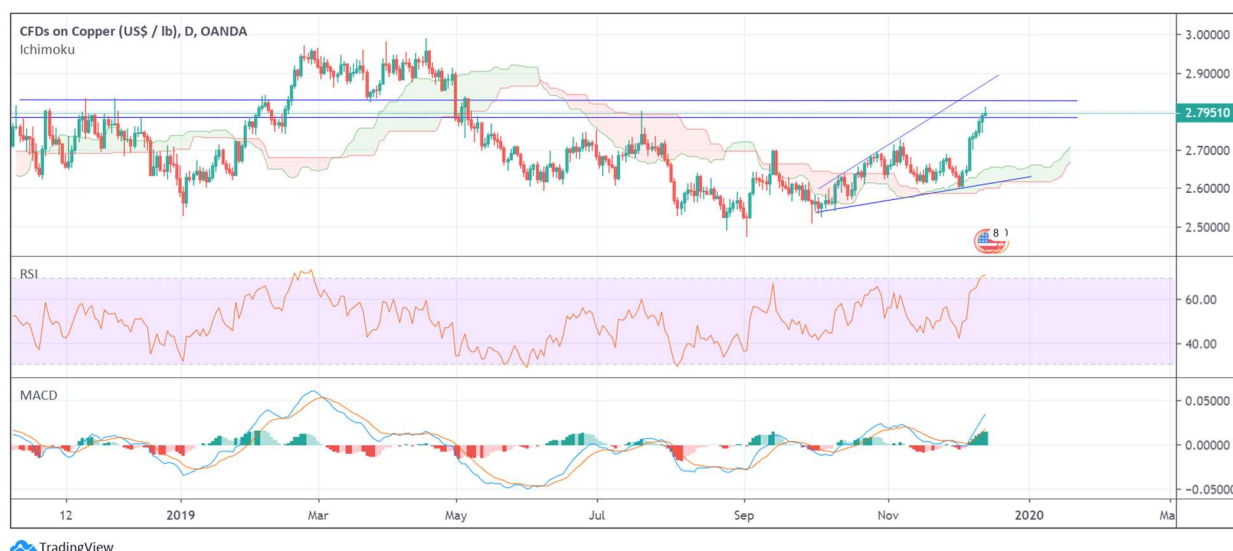 CFDs on Copper (US$ / lb), D, OANDA
Ichimoku
3.00000
2.90000
2.79510
2.70000
2.60000
2.50000
8 )
RSI
60.00
40.00
MACD
0.05000
0.00000
-0.05000
12 2019 Mar May Jul Sep Nov 2020 Ma
TradingView